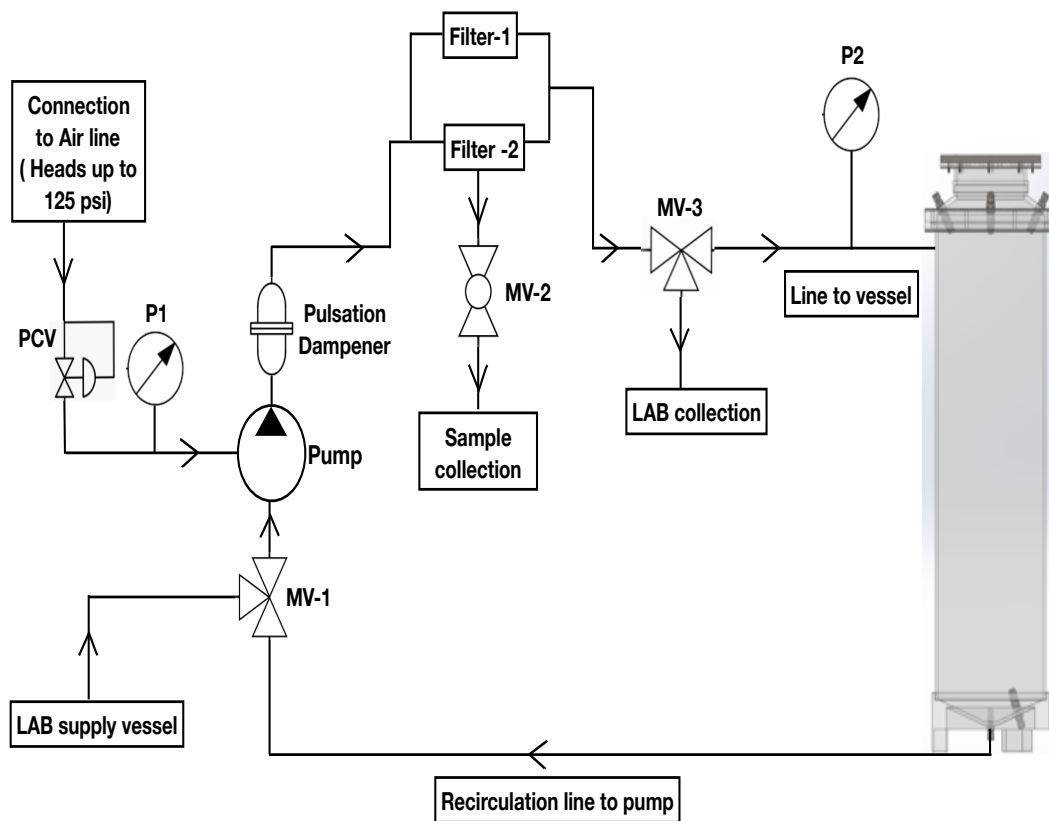 Filter-1
P2
Connection
to Air line
( Heads up to
125 psi)
Filter -2
MV-3
MV-2
Line to vessel
P1
Pulsation
Dampener
PCV
LAB collection
Sample
collection
Pump
MV-1
LAB supply vessel
Recirculation line to pump